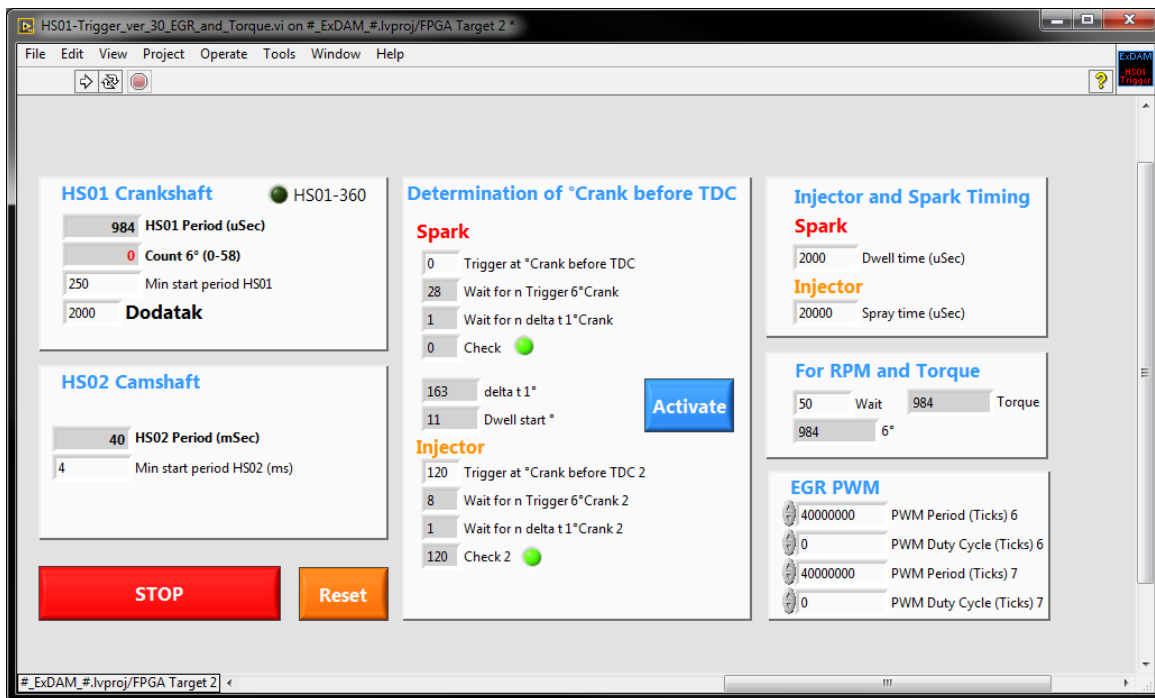 HS01-Trigger_ver_30_EGR_and_Torque.vi on #_ExDAM_#.lvproj/FPGA Target 2 *
File Edit View Project Operate Tools Window Help
ExDAM
HS01
Trigger
HS01 Crankshaft
HS01-360
984 HS01 Period (uSec)
0 Count 6° (0-58)
250 Min start period HS01
2000 Dodatak
HS02 Camshaft
40 HS02 Period (mSec)
4 Min start period HS02 (ms)
STOP
Reset
Determination of °Crank before TDC
Spark
0 Trigger at °Crank before TDC
28 Wait for n Trigger 6°Crank
1 Wait for n delta t 1°Crank
0 Check
163 delta t 1°
11 Dwell start °
Activate
Injector
120 Trigger at °Crank before TDC 2
8 Wait for n Trigger 6°Crank 2
1 Wait for n delta t 1°Crank 2
120 Check 2
Injector and Spark Timing
Spark
2000 Dwell time (uSec)
Injector
20000 Spray time (uSec)
For RPM and Torque
50 Wait 984 Torque
984 6°
EGR PWM
40000000 PWM Period (Ticks) 6
0 PWM Duty Cycle (Ticks) 6
40000000 PWM Period (Ticks) 7
0 PWM Duty Cycle (Ticks) 7
#_ExDAM_#.lvproj/FPGA Target 2